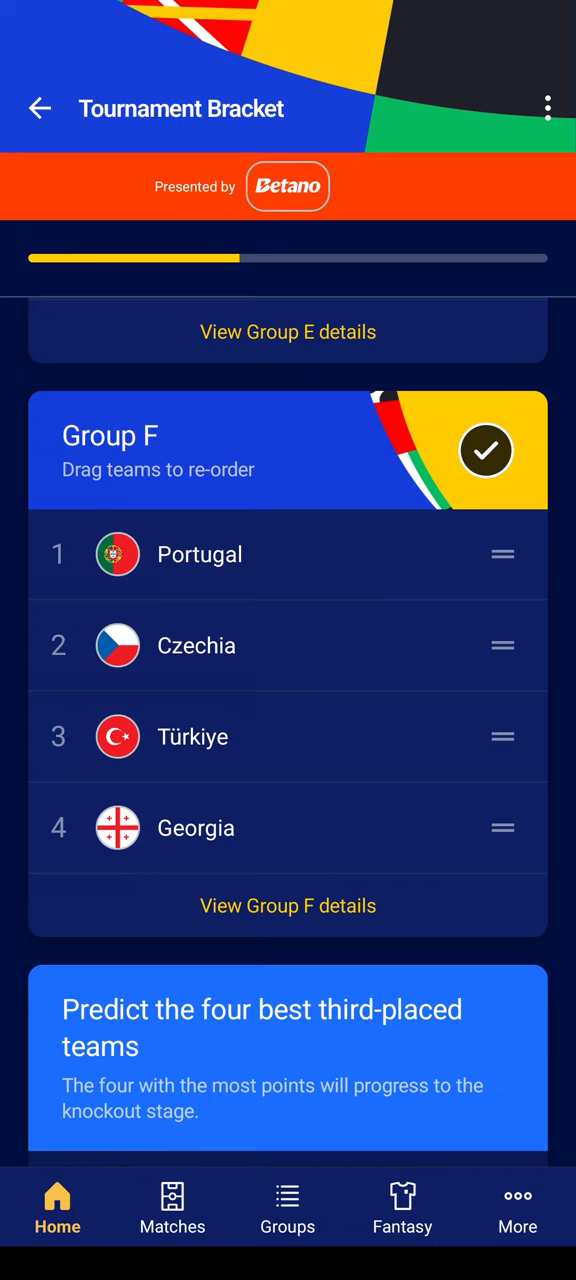 Tournament Bracket
Presented by Betano
View Group E details
Group F
Drag teams to re-order
1 Portugal
2 Czechia
3 Türkiye
4 Georgia
View Group F details
Predict the four best third-placed
teams
The four with the most points will progress to the
knockout stage.
Home Matches Groups Fantasy More